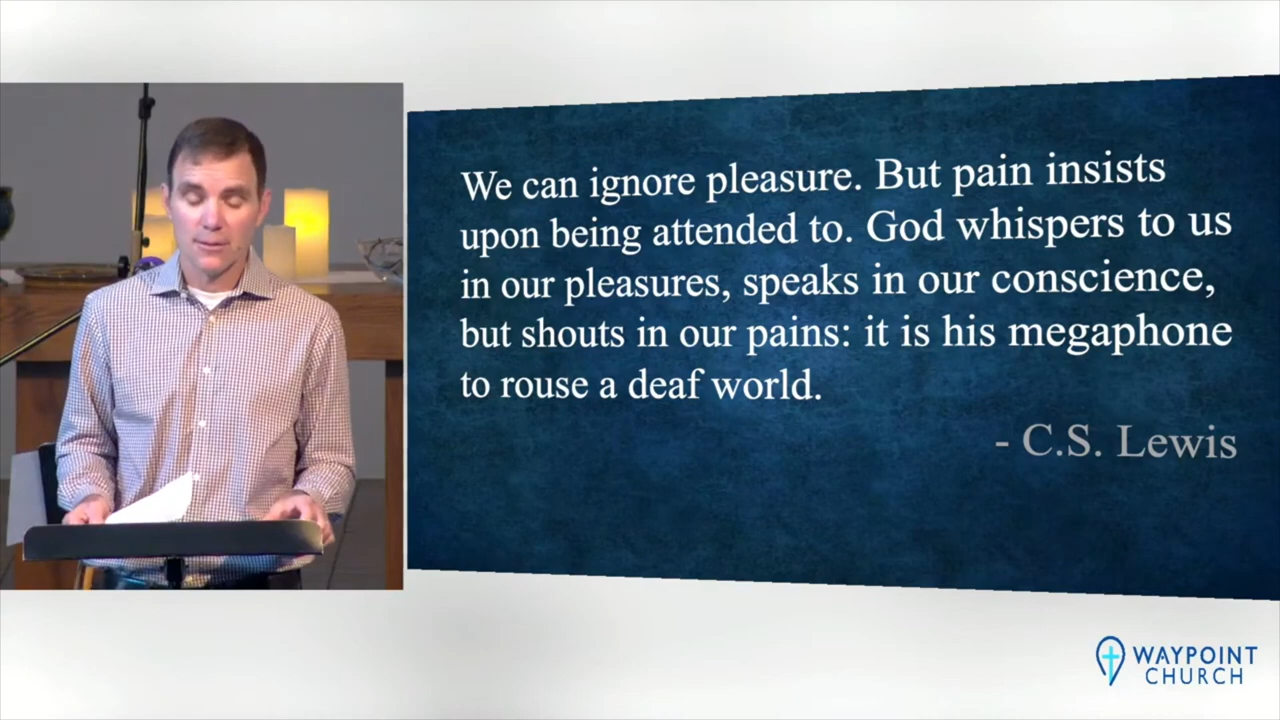 We can ignore pleasure. But pain insists
upon being attended to. God whispers to us
in our pleasures, speaks in our conscience,
but shouts in our pains: it is his megaphone
to rouse a deaf world.
- C.S. Lewis
WAYPOINT
CHURCH